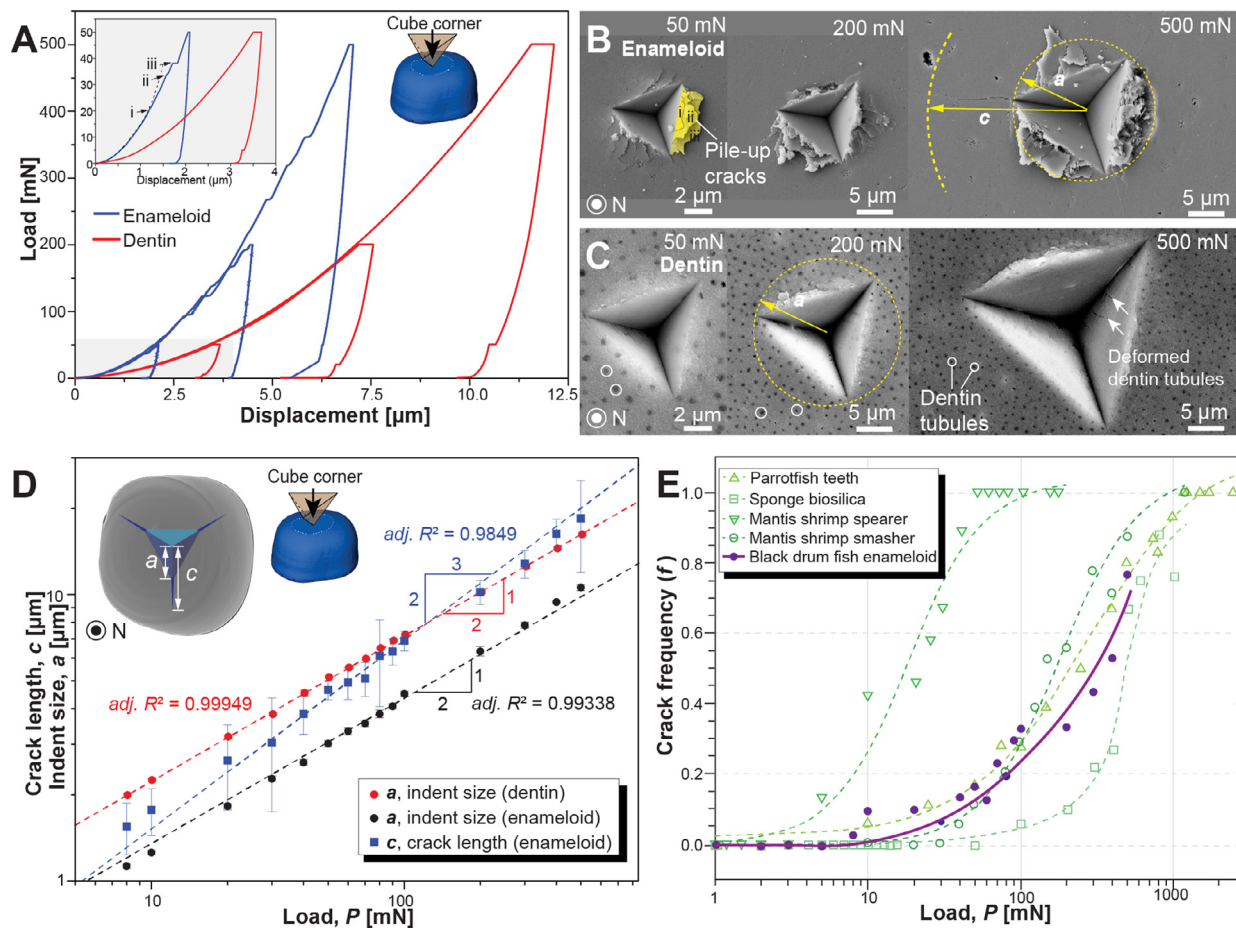 A
50
40
30
20
10
0
iii
ii
i
0
1
2
3
4
Displacement [µm]
Cube corner
Enameloid
Dentin
500
400
300
200
100
0
Load [mN]
0
2.5
5.0
7.5
10.0
12.5
Displacement [µm]
B
Enameloid
50 mN
200 mN
500 mN
i
ii
iii
Pile-up
cracks
a
c
N
2 µm
5 µm
5 µm
C
Dentin
50 mN
200 mN
500 mN
a
Deformed
dentin tubules
Dentin
tubules
N
2 µm
5 µm
5 µm
D
Cube corner
a
c
N
adj. R² = 0.9849
3
2
1
2
adj. R² = 0.99949
1
2
adj. R² = 0.99338
a, indent size (dentin)
a, indent size (enameloid)
c, crack length (enameloid)
Crack length, c [µm]
Indent size, a [µm]
10
1
10
100
Load, P [mN]
E
Parrotfish teeth
Sponge biosilica
Mantis shrimp spearer
Mantis shrimp smasher
Black drum fish enameloid
Crack frequency (f)
1.0
0.8
0.6
0.4
0.2
0.0
1
10
100
1000
Load, P [mN]